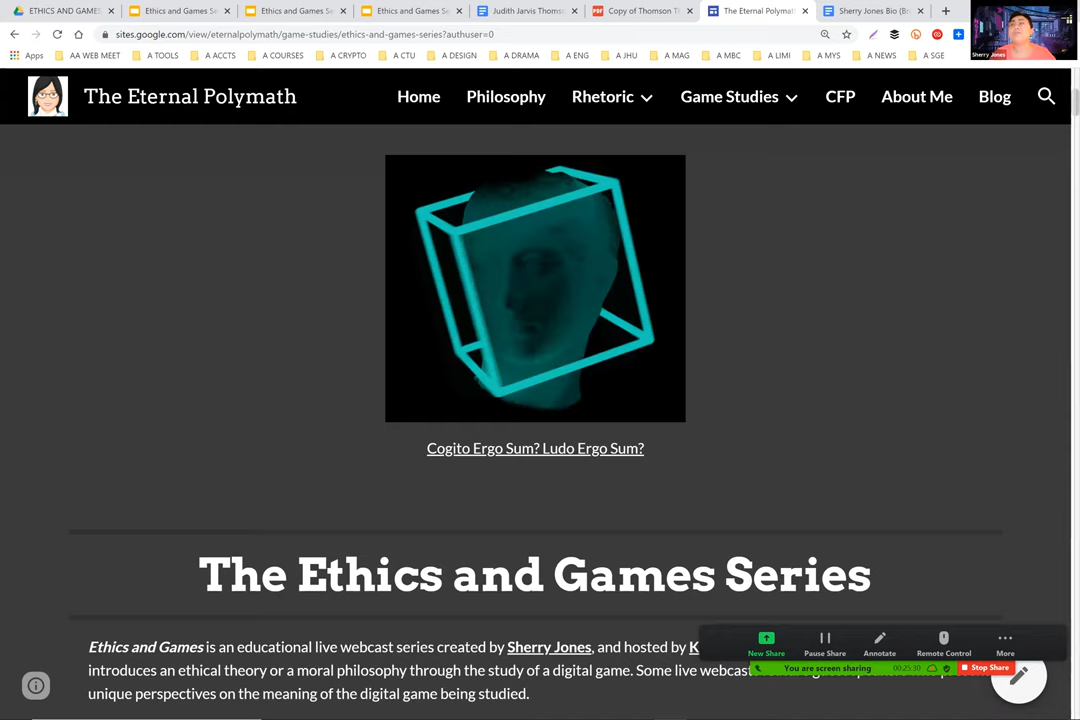 ETHICS AND GAMES
Ethics and Games Se
Ethics and Games Se
Ethics and Games Se
Judith Jarvis Thoms
Copy of Thomson Th
The Eternal Polymat
Sherry Jones Bio (Br
sites.google.com/view/eternalpolymath/game-studies/ethics-and-games-series?authuser=0
Apps
AA WEB MEET
A TOOLS
A ACCTS
A COURSES
A CRYPTO
A CTU
A DESIGN
A DRAMA
A ENG
A JHU
A MAG
A MBC
A LIMI
A MYS
A NEWS
A SGE
Sherry Jones
The Eternal Polymath
Home
Philosophy
Rhetoric
Game Studies
CFP
About Me
Blog
Cogito Ergo Sum? Ludo Ergo Sum?
The Ethics and Games Series
Ethics and Games is an educational live webcast series created by Sherry Jones, and hosted by K
introduces an ethical theory or a moral philosophy through the study of a digital game. Some live webcas
unique perspectives on the meaning of the digital game being studied.
New Share
Pause Share
Annotate
Remote Control
More
You are screen sharing
00:25:30
Stop Share